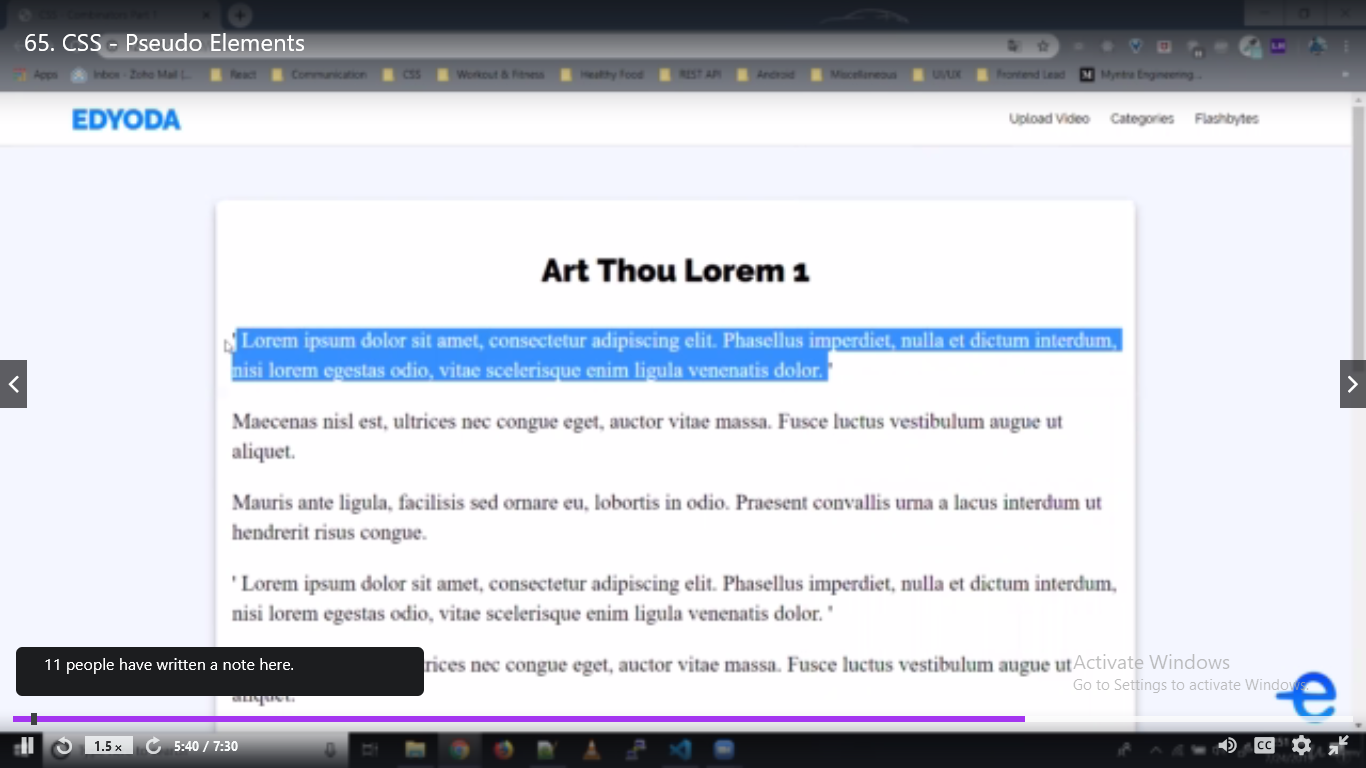 65. CSS - Pseudo Elements
Apps Inbox - Zoho Mail (... React Communication CSS Workout & Fitness Healthy Food REST API Android Miscellaneous UI/UX Frontend Lead M Myntra Engineering...
EDYODA
Upload Video Categories Flashbytes
Art Thou Lorem 1
' Lorem ipsum dolor sit amet, consectetur adipiscing elit. Phasellus imperdiet, nulla et dictum interdum,
nisi lorem egestas odio, vitae scelerisque enim ligula venenatis dolor. '
Maecenas nisl est, ultrices nec congue eget, auctor vitae massa. Fusce luctus vestibulum augue ut
aliquet.
Mauris ante ligula, facilisis sed ornare eu, lobortis in odio. Praesent convallis urna a lacus interdum ut
hendrerit risus congue.
' Lorem ipsum dolor sit amet, consectetur adipiscing elit. Phasellus imperdiet, nulla et dictum interdum,
nisi lorem egestas odio, vitae scelerisque enim ligula venenatis dolor. '
11 people have written a note here.
trices nec congue eget, auctor vitae massa. Fusce luctus vestibulum augue ut
aliquet.
Activate Windows
Go to Settings to activate Windows.
1.5 x
5:40 / 7:30
CC